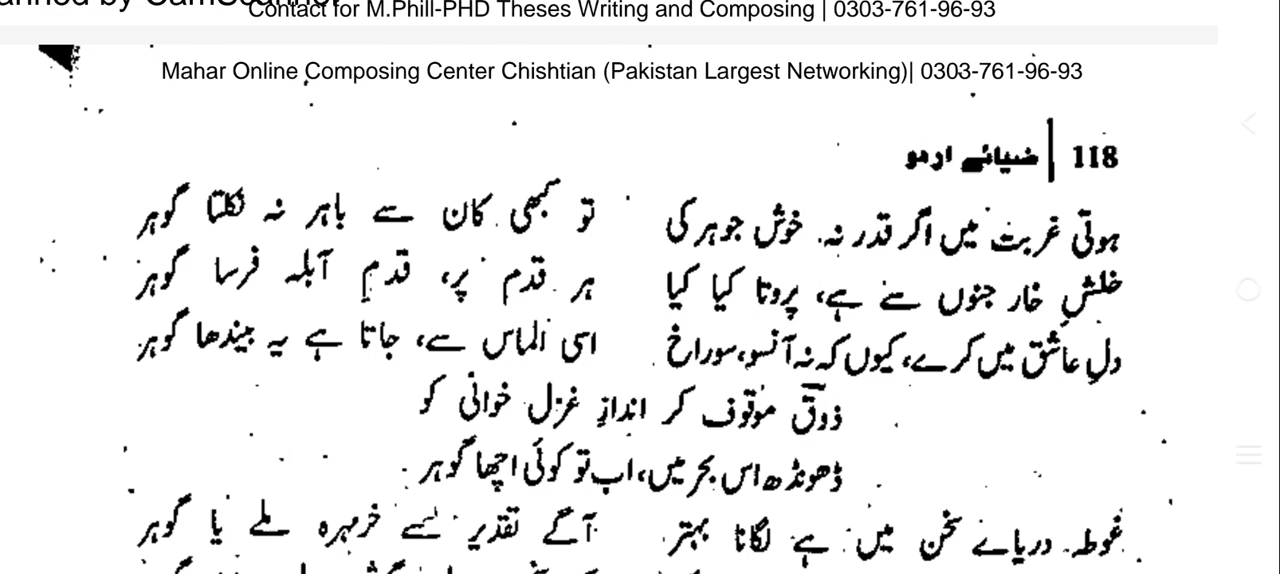 Contact for M.Phill-PHD Theses Writing and Composing | 0303-761-96-93
Mahar Online Composing Center Chishtian (Pakistan Largest Networking)| 0303-761-96-93
118 | ضیائے اردو
ہوتی غربت میں اگر قدر نہ خوش جوہر کی تو کبھی کان سے باہر نہ نکلتا گوہر
خلشِ خار جنوں سے ہے، پروتا کیا کیا ہر قدم پر، قدمِ آبلہ فرسا گوہر
دلِ عاشق میں کرے، کیوں کہ نہ آنسو، سوراخ اسی الماس سے، جاتا ہے یہ بیندھا گوہر
ذوقؔ موقوف کر اندازِ غزل خوانی کو
ڈھونڈھ اس بحر میں، اب تو کوئی اچھا گوہر
غوطہ دریاے سخن میں ہے لگانا بہتر آگے تقدیر سے خرمہرہ ملے یا گوہر